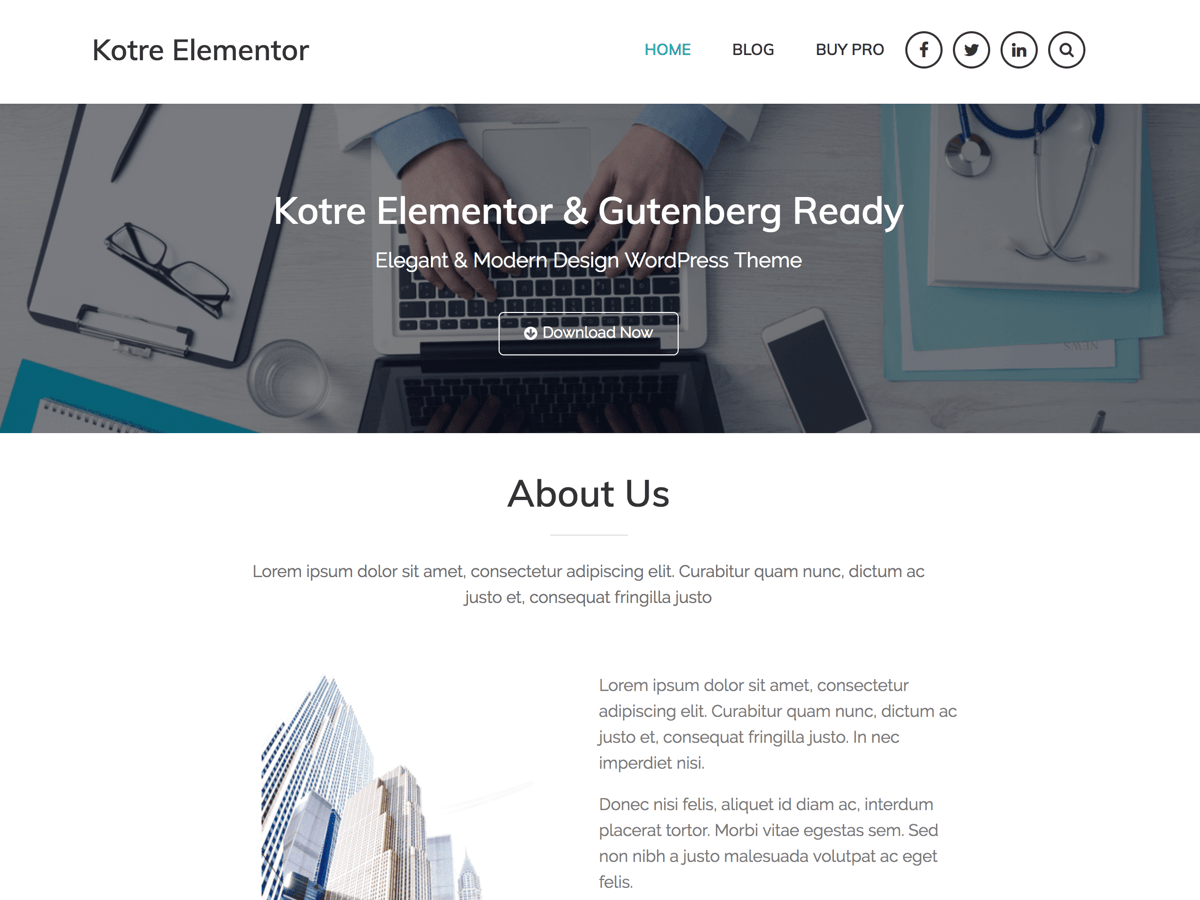 Kotre Elementor
HOME BLOG BUY PRO
Kotre Elementor & Gutenberg Ready
Elegant & Modern Design WordPress Theme
Download Now
NEWS
About Us
Lorem ipsum dolor sit amet, consectetur adipiscing elit. Curabitur quam nunc, dictum ac
justo et, consequat fringilla justo
Lorem ipsum dolor sit amet, consectetur
adipiscing elit. Curabitur quam nunc, dictum ac
justo et, consequat fringilla justo. In nec
imperdiet nisi.
Donec nisi felis, aliquet id diam ac, interdum
placerat tortor. Morbi vitae egestas sem. Sed
non nibh a justo malesuada volutpat ac eget
felis.